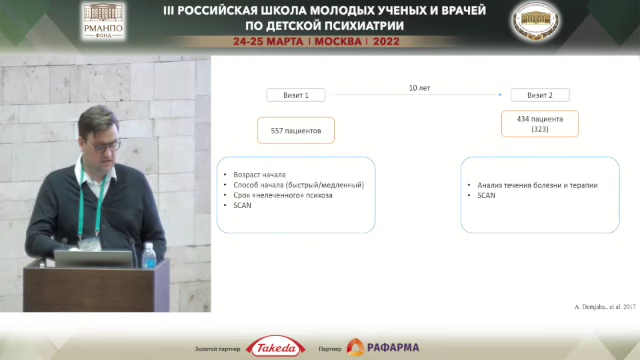 III РОССИЙСКАЯ ШКОЛА МОЛОДЫХ УЧЕНЫХ И ВРАЧЕЙ
ПО ДЕТСКОЙ ПСИХИАТРИИ
24-25 МАРТА | МОСКВА | 2022
РМАНПО
ФОНД
Визит 1
10 лет
Визит 2
557 пациентов
434 пациента
(323)
• Возраст начала
• Способ начала (быстрый/медленный)
• Срок «нелеченного» психоза
• SCAN
• Анализ течения болезни и терапии
• SCAN
A. Demjaha., et al. 2017
Золотой партнер
Takeda
Партнер
РАФАРМА